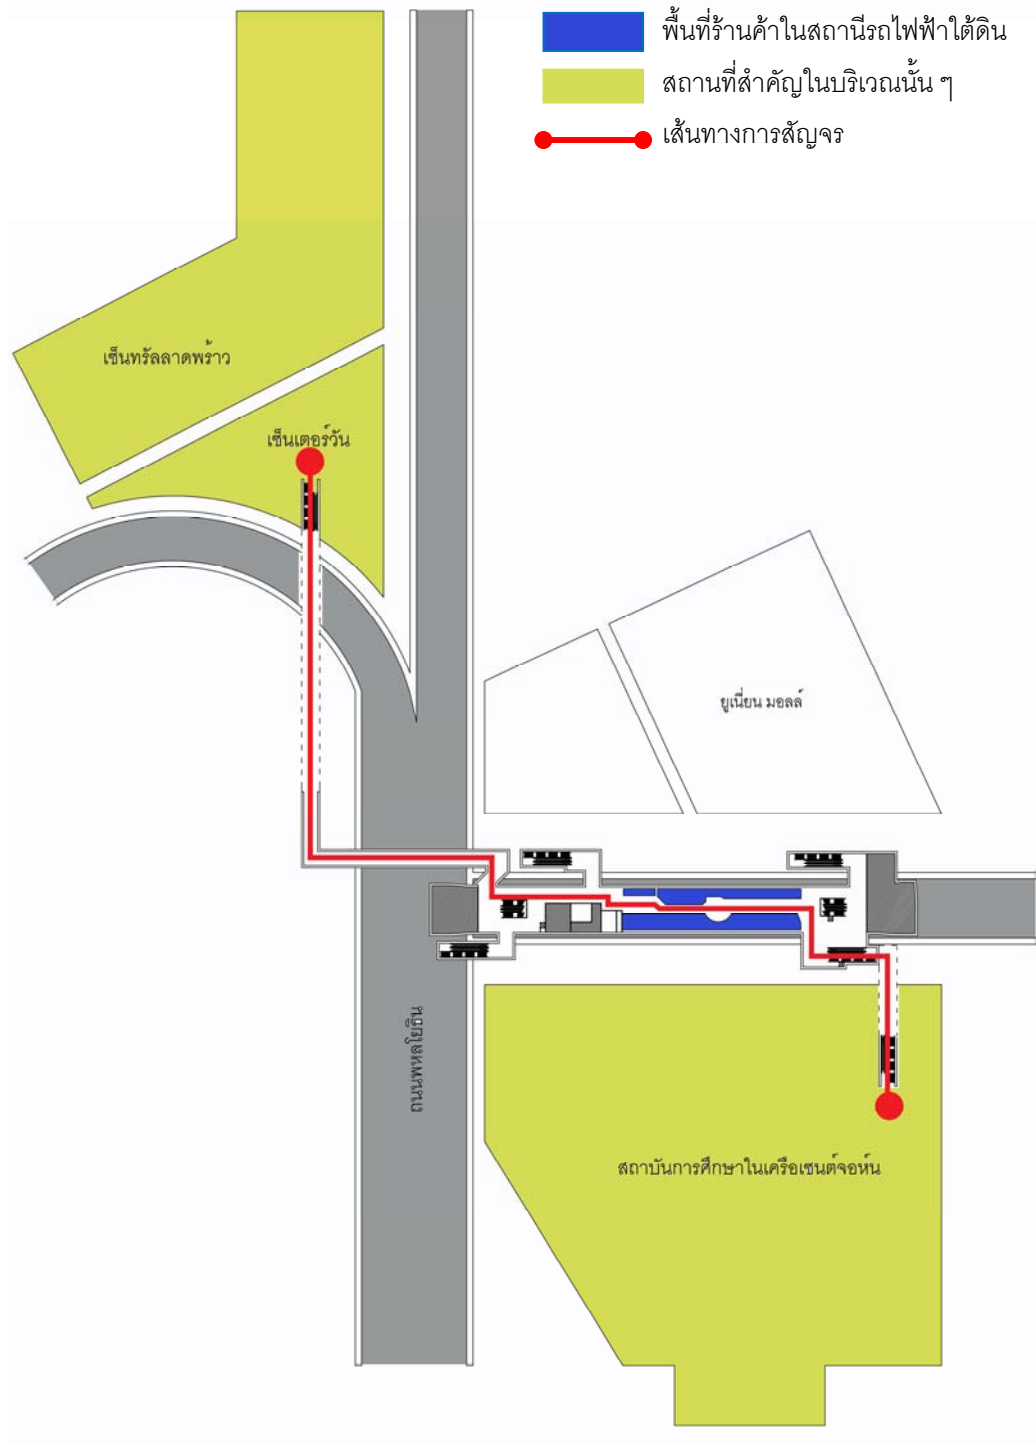 พื้นที่ร้านค้าในสถานีรถไฟฟ้าใต้ดิน
สถานที่สำคัญในบริเวณนั้น ๆ
เส้นทางการสัญจร
เซ็นทรัลลาดพร้าว
เซ็นเตอร์วัน
ยูเนี่ยน มอลล์
ถนนพหลโยธิน
สถาบันการศึกษาในเครือเซนต์จอห์น